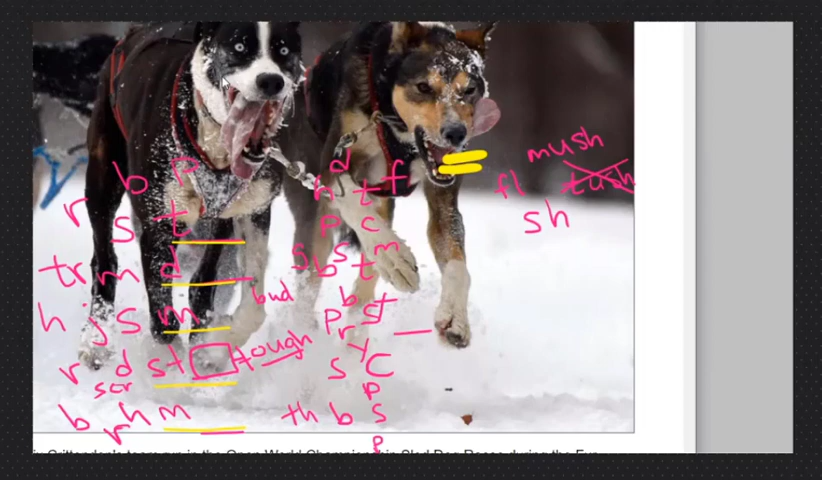 mush
tush
b p
d
h t f
fl
r s t
p c
sh
tr m d
s b s t m
bud
h j s m
b
p r st
r d st tough
s y c
scr
p
b r h m
th b s
p